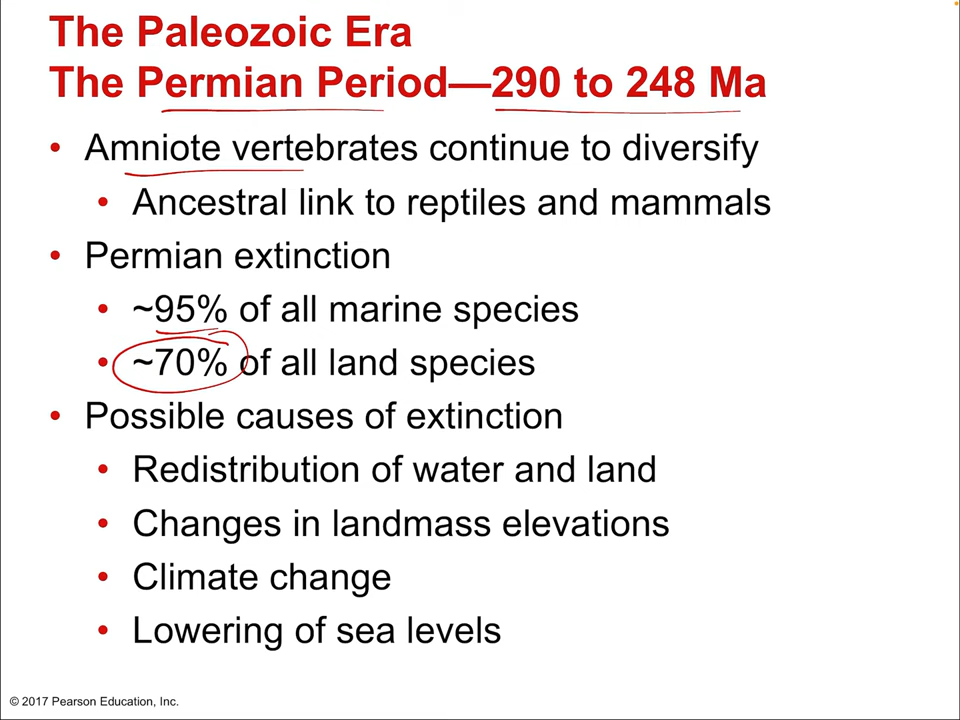 The Paleozoic Era
The Permian Period—290 to 248 Ma
• Amniote vertebrates continue to diversify
• Ancestral link to reptiles and mammals
• Permian extinction
• ~95% of all marine species
• ~70% of all land species
• Possible causes of extinction
• Redistribution of water and land
• Changes in landmass elevations
• Climate change
• Lowering of sea levels
© 2017 Pearson Education, Inc.